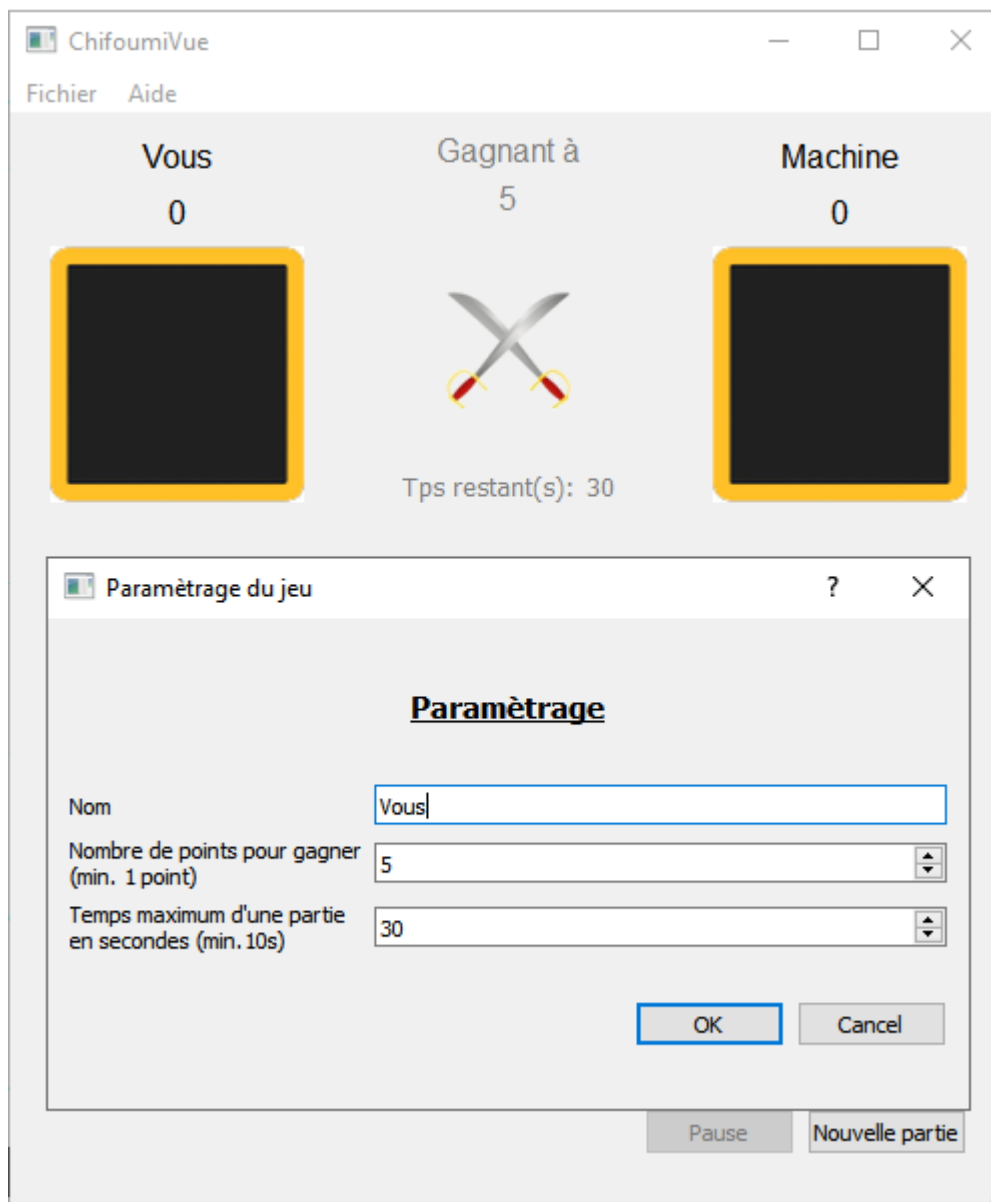 ChifoumiVue
Fichier Aide
Vous Gagnant à Machine
0 5 0
Tps restant(s): 30
Paramètrage du jeu ?
Paramètrage
Nom Vous
Nombre de points pour gagner
(min. 1 point) 5
Temps maximum d'une partie
en secondes (min. 10s) 30
OK Cancel
Pause Nouvelle partie